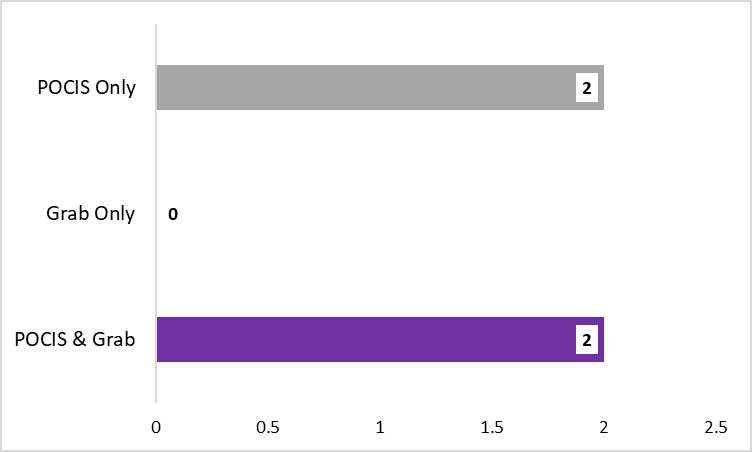 POCIS Only
2
Grab Only
0
POCIS & Grab
2
0 0.5 1 1.5 2 2.5